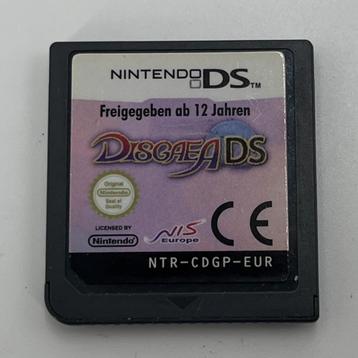 NINTENDO DS™
Freigegeben ab 12 Jahren
DISGAEA DS
Original
Nintendo
Seal of
Quality
LICENSED BY
Nintendo
NIS
Europe
CE
NTR-CDGP-EUR